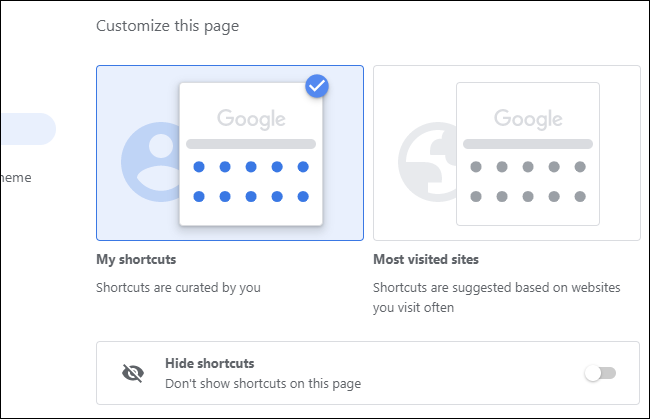 Customize this page
Google
Google
My shortcuts
Most visited sites
Shortcuts are curated by you
Shortcuts are suggested based on websites
you visit often
heme
Hide shortcuts
Don't show shortcuts on this page